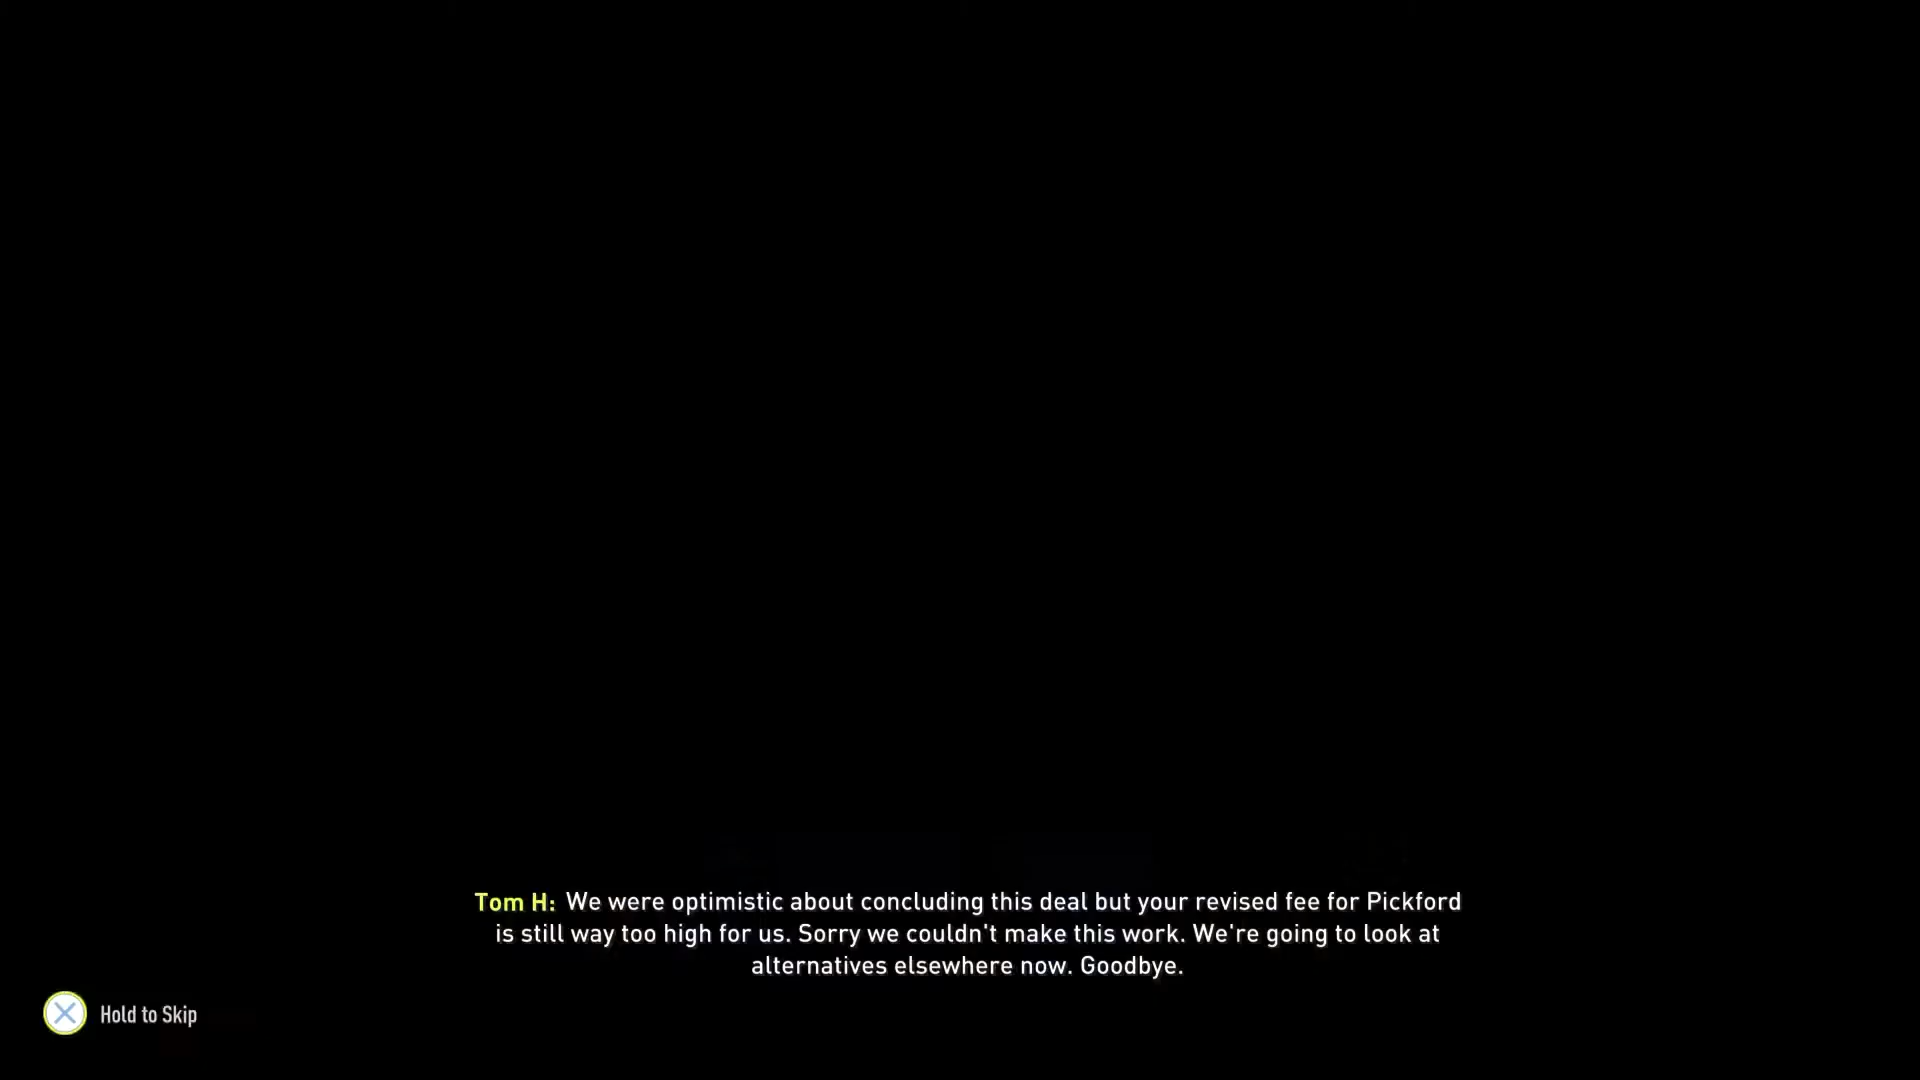 Tom H: We were optimistic about concluding this deal but your revised fee for Pickford
is still way too high for us. Sorry we couldn't make this work. We're going to look at
alternatives elsewhere now. Goodbye.
Hold to Skip